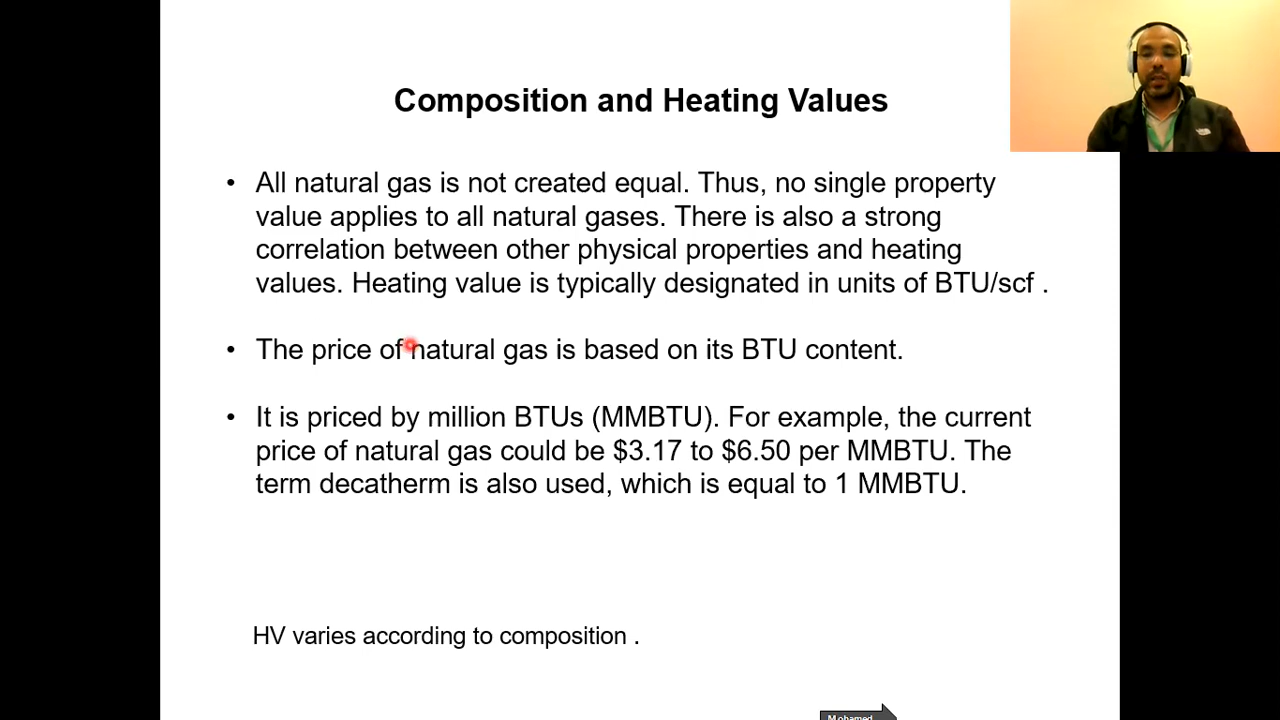 Composition and Heating Values
• All natural gas is not created equal. Thus, no single property
value applies to all natural gases. There is also a strong
correlation between other physical properties and heating
values. Heating value is typically designated in units of BTU/scf .
• The price of natural gas is based on its BTU content.
• It is priced by million BTUs (MMBTU). For example, the current
price of natural gas could be $3.17 to $6.50 per MMBTU. The
term decatherm is also used, which is equal to 1 MMBTU.
HV varies according to composition .
Mohamed